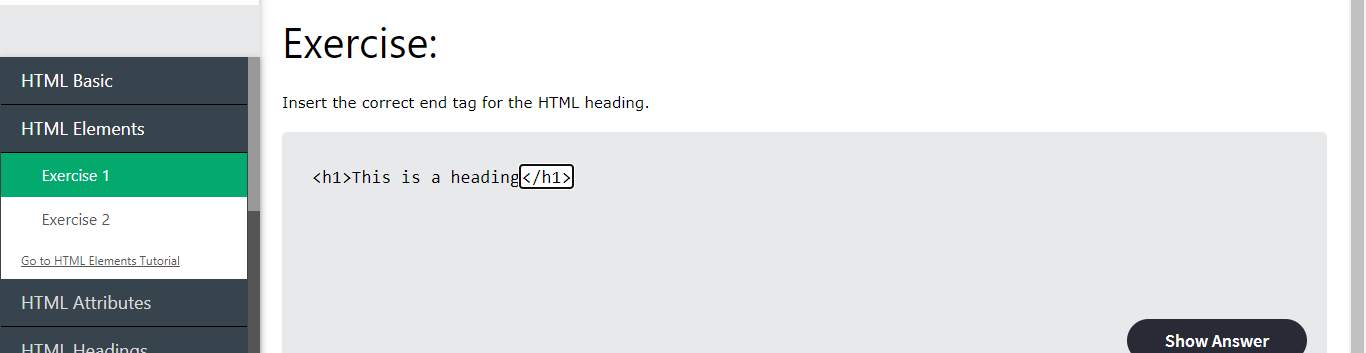 HTML Basic
HTML Elements
Exercise 1
Exercise 2
Go to HTML Elements Tutorial
HTML Attributes
HTML Headings
Exercise:
Insert the correct end tag for the HTML heading.
<h1>This is a heading</h1>
Show Answer